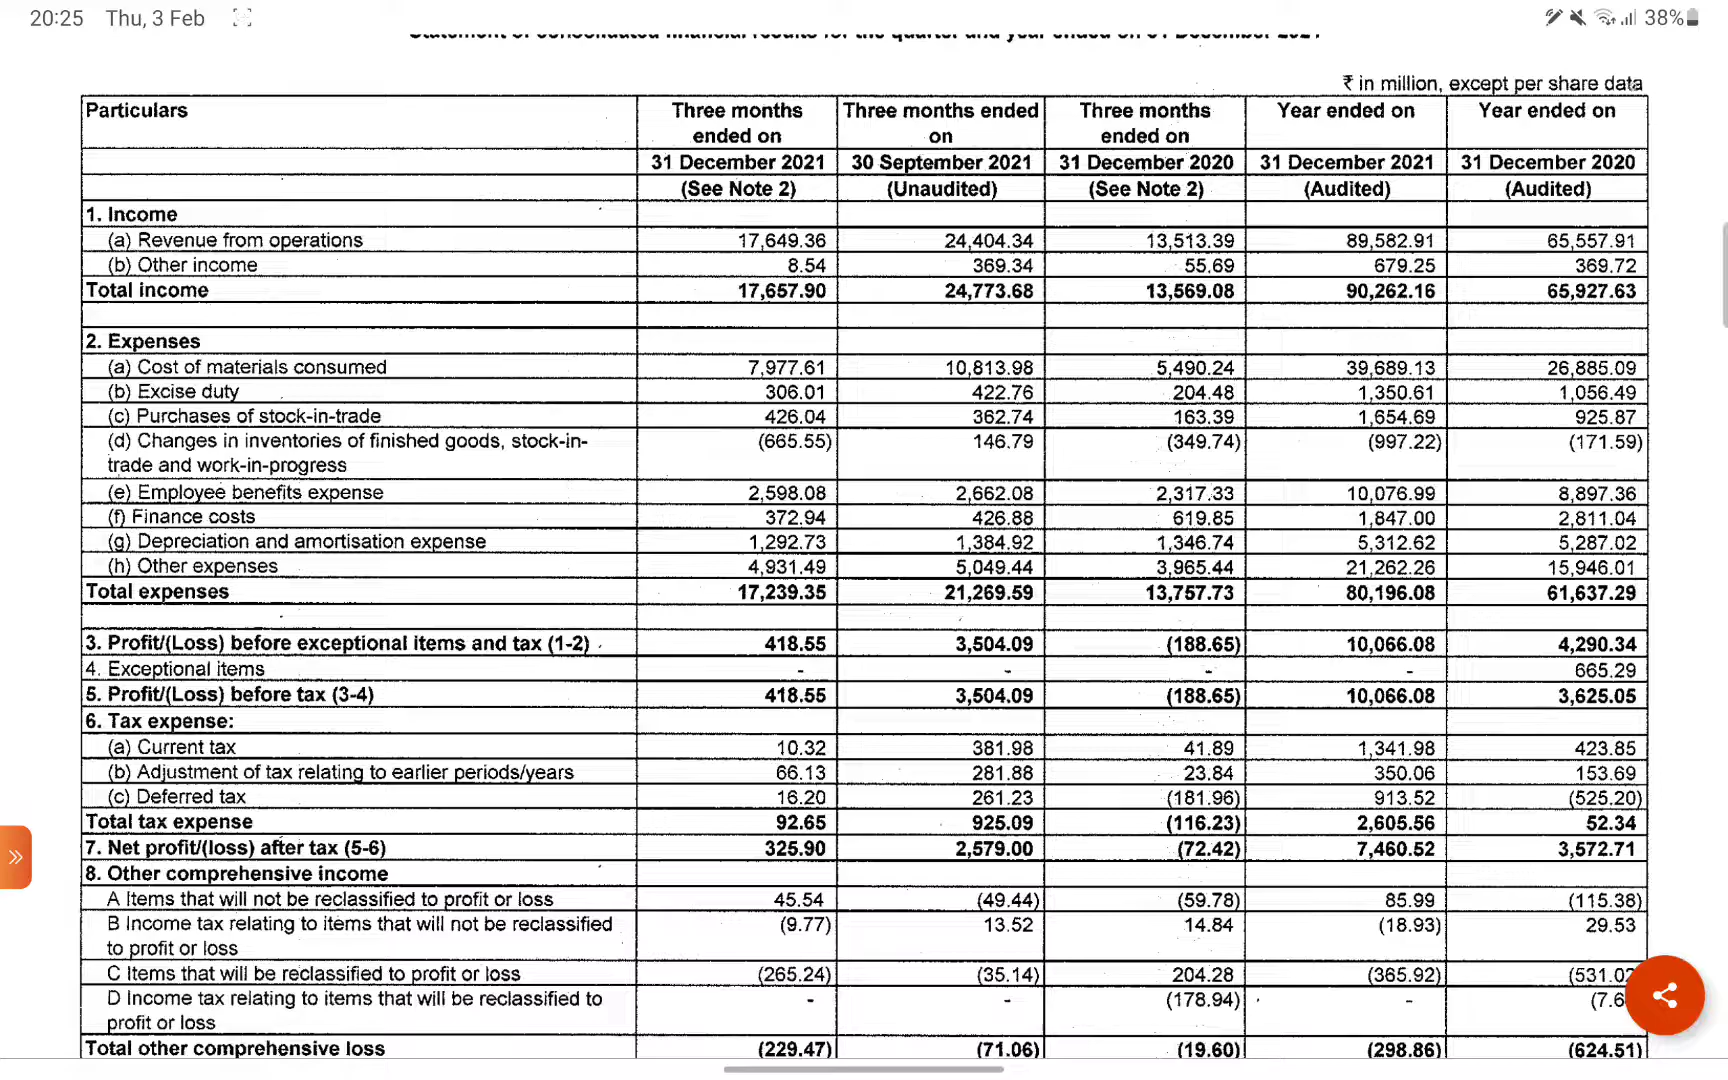 20:25 Thu, 3 Feb 38%
Statement of consolidated financial results for the quarter and year ended on 31 December 2021
₹ in million, except per share data
Particulars Three months ended on Three months ended on Three months ended on Year ended on Year ended on
31 December 2021 30 September 2021 31 December 2020 31 December 2021 31 December 2020
(See Note 2) (Unaudited) (See Note 2) (Audited) (Audited)
1. Income
(a) Revenue from operations 17,649.36 24,404.34 13,513.39 89,582.91 65,557.91
(b) Other income 8.54 369.34 55.69 679.25 369.72
Total income 17,657.90 24,773.68 13,569.08 90,262.16 65,927.63
2. Expenses
(a) Cost of materials consumed 7,977.61 10,813.98 5,490.24 39,689.13 26,885.09
(b) Excise duty 306.01 422.76 204.48 1,350.61 1,056.49
(c) Purchases of stock-in-trade 426.04 362.74 163.39 1,654.69 925.87
(d) Changes in inventories of finished goods, stock-in- (665.55) 146.79 (349.74) (997.22) (171.59)
trade and work-in-progress
(e) Employee benefits expense 2,598.08 2,662.08 2,317.33 10,076.99 8,897.36
(f) Finance costs 372.94 426.88 619.85 1,847.00 2,811.04
(g) Depreciation and amortisation expense 1,292.73 1,384.92 1,346.74 5,312.62 5,287.02
(h) Other expenses 4,931.49 5,049.44 3,965.44 21,262.26 15,946.01
Total expenses 17,239.35 21,269.59 13,757.73 80,196.08 61,637.29
3. Profit/(Loss) before exceptional items and tax (1-2) 418.55 3,504.09 (188.65) 10,066.08 4,290.34
4. Exceptional items - - - - 665.29
5. Profit/(Loss) before tax (3-4) 418.55 3,504.09 (188.65) 10,066.08 3,625.05
6. Tax expense:
(a) Current tax 10.32 381.98 41.89 1,341.98 423.85
(b) Adjustment of tax relating to earlier periods/years 66.13 281.88 23.84 350.06 153.69
(c) Deferred tax 16.20 261.23 (181.96) 913.52 (525.20)
Total tax expense 92.65 925.09 (116.23) 2,605.56 52.34
7. Net profit/(loss) after tax (5-6) 325.90 2,579.00 (72.42) 7,460.52 3,572.71
8. Other comprehensive income
A Items that will not be reclassified to profit or loss 45.54 (49.44) (59.78) 85.99 (115.38)
B Income tax relating to items that will not be reclassified (9.77) 13.52 14.84 (18.93) 29.53
to profit or loss
C Items that will be reclassified to profit or loss (265.24) (35.14) 204.28 (365.92) (531.02
D Income tax relating to items that will be reclassified to - - (178.94) - (7.6
profit or loss
Total other comprehensive loss (229.47) (71.06) (19.60) (298.86) (624.51)